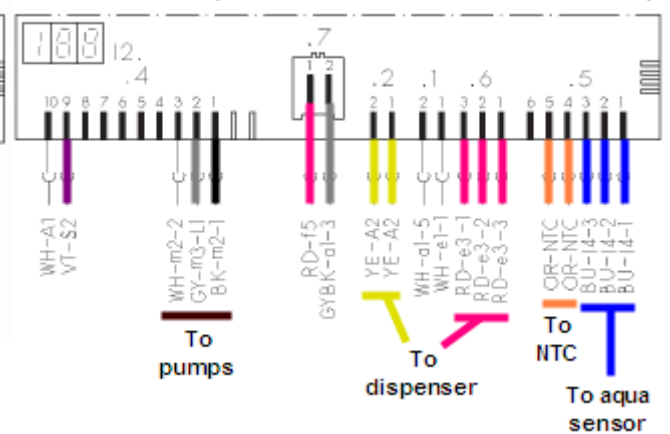 188
12.
.4
.7
.2
.1
.6
.5
1 2
10 9 8 7 6 5 4 3 2 1
2 1
2 1
3 2 1
6 5 4 3 2 1
WH-A1
VT-S2
WH-m2-2
GY-m3-L1
BK-m2-1
RD-f5
GYBK-a1-3
YE-A2
YE-A2
WH-a1-5
WH-e1-1
RD-e3-1
RD-e3-2
RD-e3-3
OR-NTC
OR-NTC
BU-14-3
BU-14-2
BU-14-1
To
pumps
To
dispenser
To
NTC
To aqua
sensor